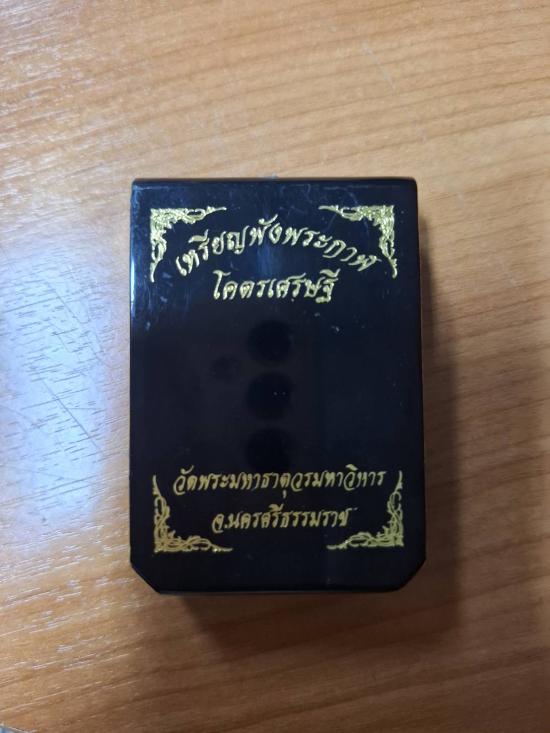 เหรียญพังพระกาฬ
โคตรเศรษฐี
วัดพระมหาธาตุวรมหาวิหาร
จ.นครศรีธรรมราช